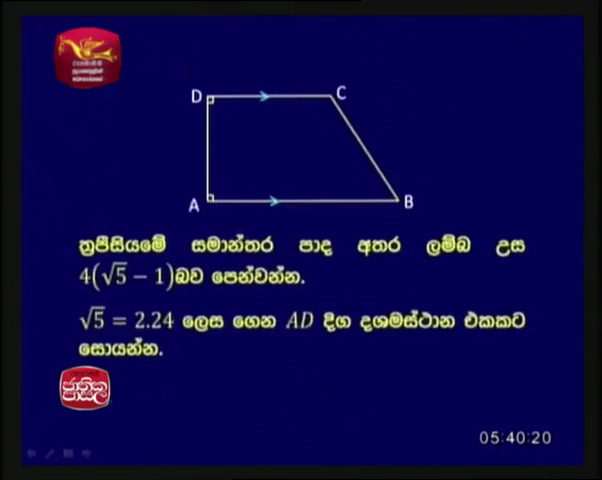 D
C
A
B
ත්‍රපීසියමේ සමාන්තර පාද අතර ලම්බ උස
4(√5 − 1)බව පෙන්වන්න.
√5 = 2.24 ලෙස ගෙන AD දිග දශමස්ථාන එකකට
සොයන්න.
ජාතික
පාසල
05:40:20